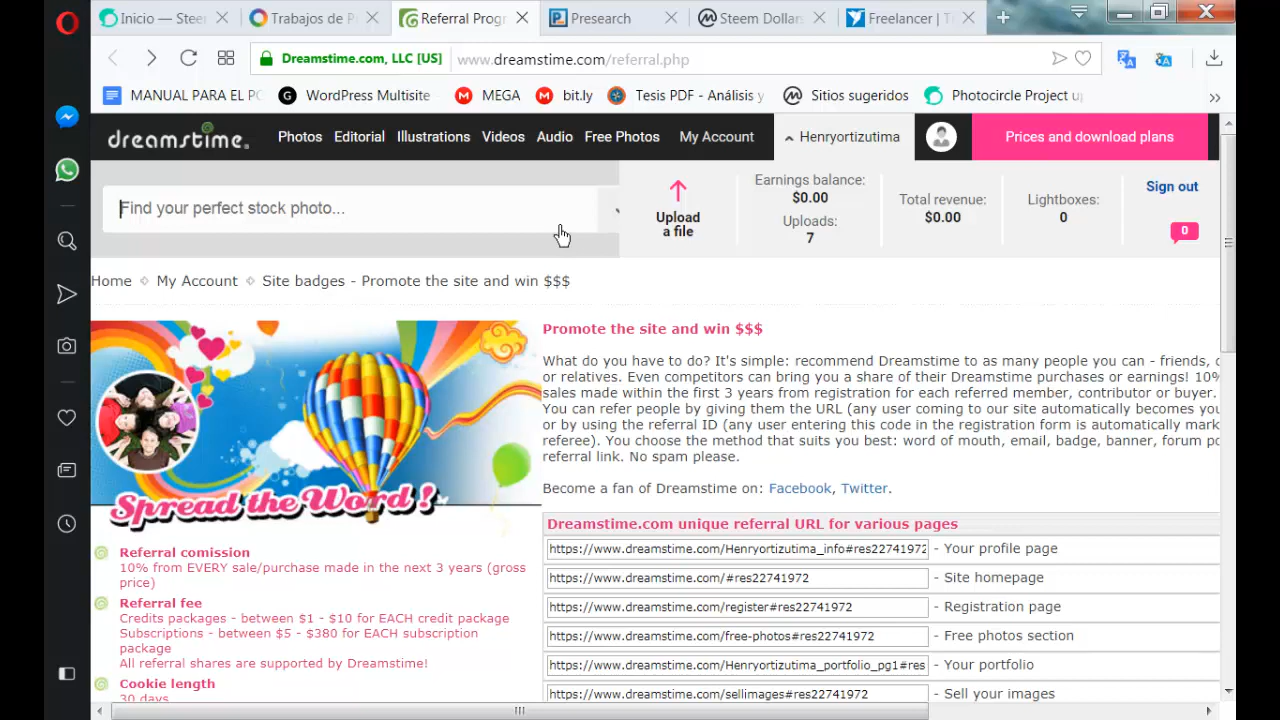 Inicio — Steer
Trabajos de P
Referral Progr
Presearch
Steem Dollar
Freelancer | T
Dreamstime.com, LLC [US]
www.dreamstime.com/referral.php
MANUAL PARA EL PO
WordPress Multisite
MEGA
bit.ly
Tesis PDF - Análisis y
Sitios sugeridos
Photocircle Project up
dreamstime.
Photos
Editorial
Illustrations
Videos
Audio
Free Photos
My Account
Henryortizutima
Prices and download plans
Find your perfect stock photo...
Upload
a file
Earnings balance:
$0.00
Uploads:
7
Total revenue:
$0.00
Lightboxes:
0
Sign out
0
Home
My Account
Site badges - Promote the site and win $$$
Spread the Word !
Referral comission
10% from EVERY sale/purchase made in the next 3 years (gross
price)
Referral fee
Credits packages - between $1 - $10 for EACH credit package
Subscriptions - between $5 - $380 for EACH subscription
package
All referral shares are supported by Dreamstime!
Cookie length
30 days
Promote the site and win $$$
What do you have to do? It's simple: recommend Dreamstime to as many people you can - friends, c
or relatives. Even competitors can bring you a share of their Dreamstime purchases or earnings! 10%
sales made within the first 3 years from registration for each referred member, contributor or buyer.
You can refer people by giving them the URL (any user coming to our site automatically becomes you
or by using the referral ID (any user entering this code in the registration form is automatically mark
referee). You choose the method that suits you best: word of mouth, email, badge, banner, forum po
referral link. No spam please.
Become a fan of Dreamstime on: Facebook, Twitter.
Dreamstime.com unique referral URL for various pages
https://www.dreamstime.com/Henryortizutima_info#res22741972 - Your profile page
https://www.dreamstime.com/#res22741972 - Site homepage
https://www.dreamstime.com/register#res22741972 - Registration page
https://www.dreamstime.com/free-photos#res22741972 - Free photos section
https://www.dreamstime.com/Henryortizutima_portfolio_pg1#res - Your portfolio
https://www.dreamstime.com/sellimages#res22741972 - Sell your images